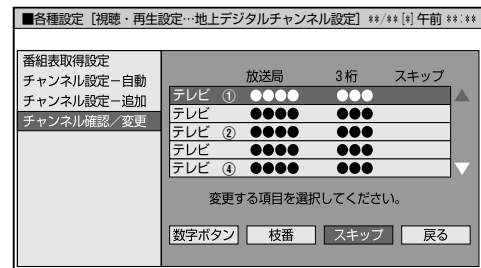 ■各種設定［視聴・再生設定…地上デジタルチャンネル設定］ **/**［*］午前 **:**
番組表取得設定
チャンネル設定－自動
チャンネル設定－追加
チャンネル確認／変更
放送局 3桁 スキップ
テレビ ① ●●●● ●●●
テレビ ●●●● ●●●
テレビ ② ●●●● ●●●
テレビ ●●●● ●●●
テレビ ④ ●●●● ●●●
変更する項目を選択してください。
数字ボタン 枝番 スキップ 戻る